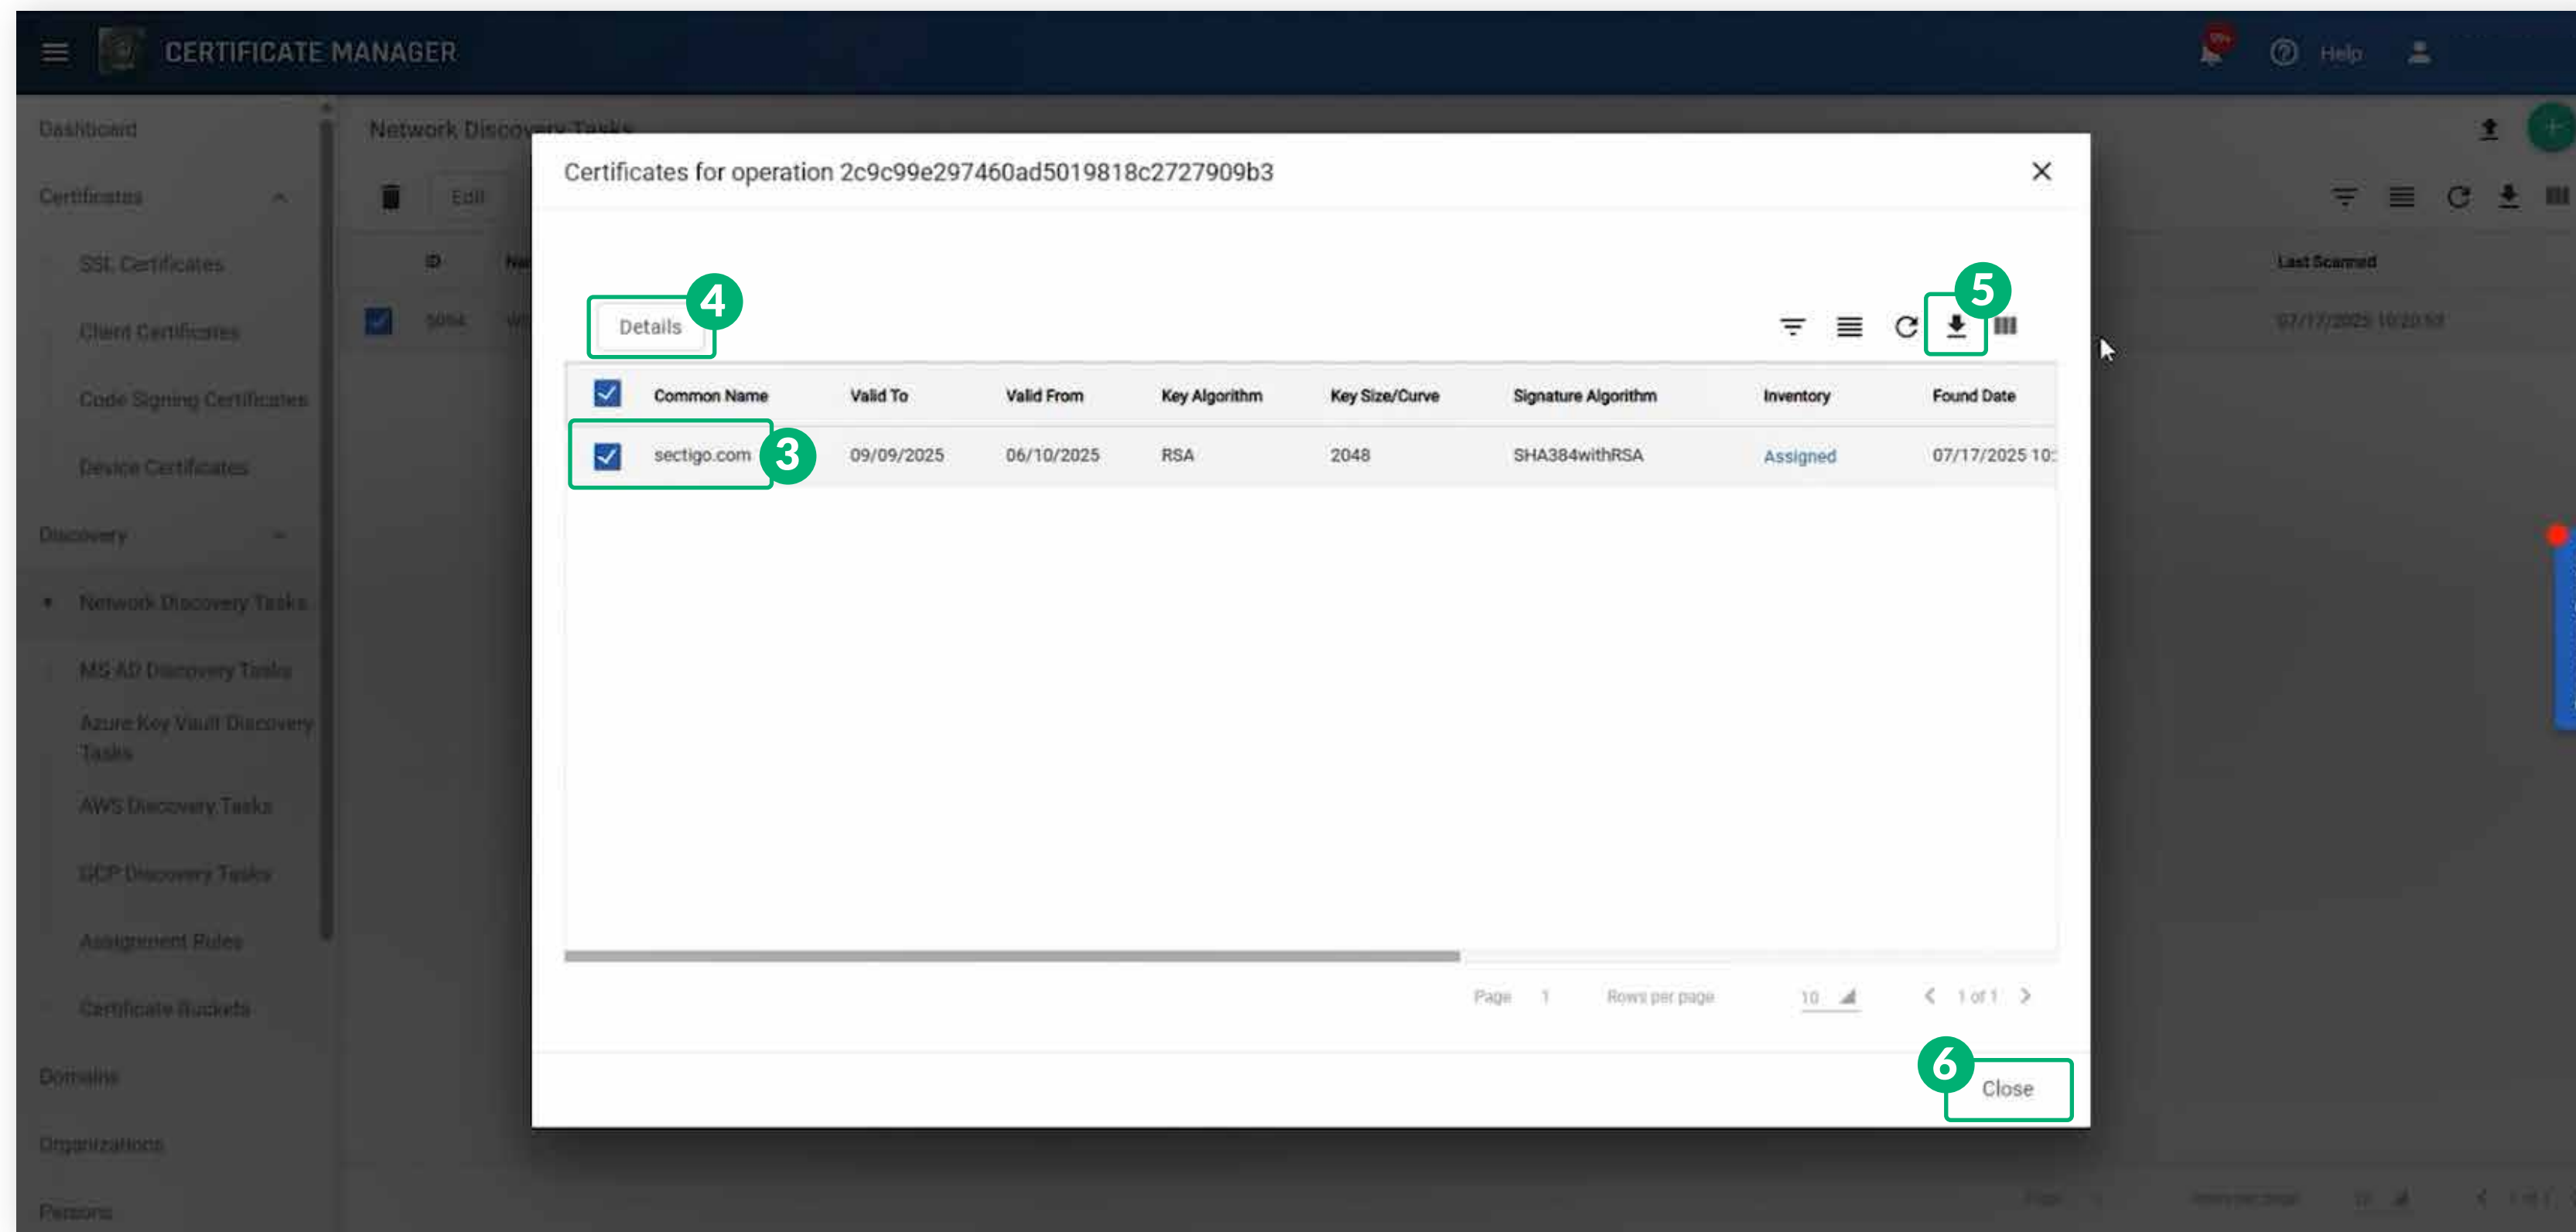 CERTIFICATE MANAGER
99+
Help
Dashboard
Certificates
SSL Certificates
Client Certificates
Code Signing Certificates
Device Certificates
Discovery
Network Discovery Tasks
MS AD Discovery Tasks
Azure Key Vault Discovery
Tasks
AWS Discovery Tasks
GCP Discovery Tasks
Assignment Rules
Certificate Buckets
Domains
Organizations
Persons
Network Discovery Tasks
Edit
ID
Last Scanned
Certificates for operation 2c9c99e297460ad5019818c2727909b3
4
Details
5
Common Name Valid To Valid From Key Algorithm Key Size/Curve Signature Algorithm Inventory Found Date
sectigo.com 3 09/09/2025 06/10/2025 RSA 2048 SHA384withRSA Assigned 07/17/2025 10:
Page 1 Rows per page 10 1 of 1
6
Close